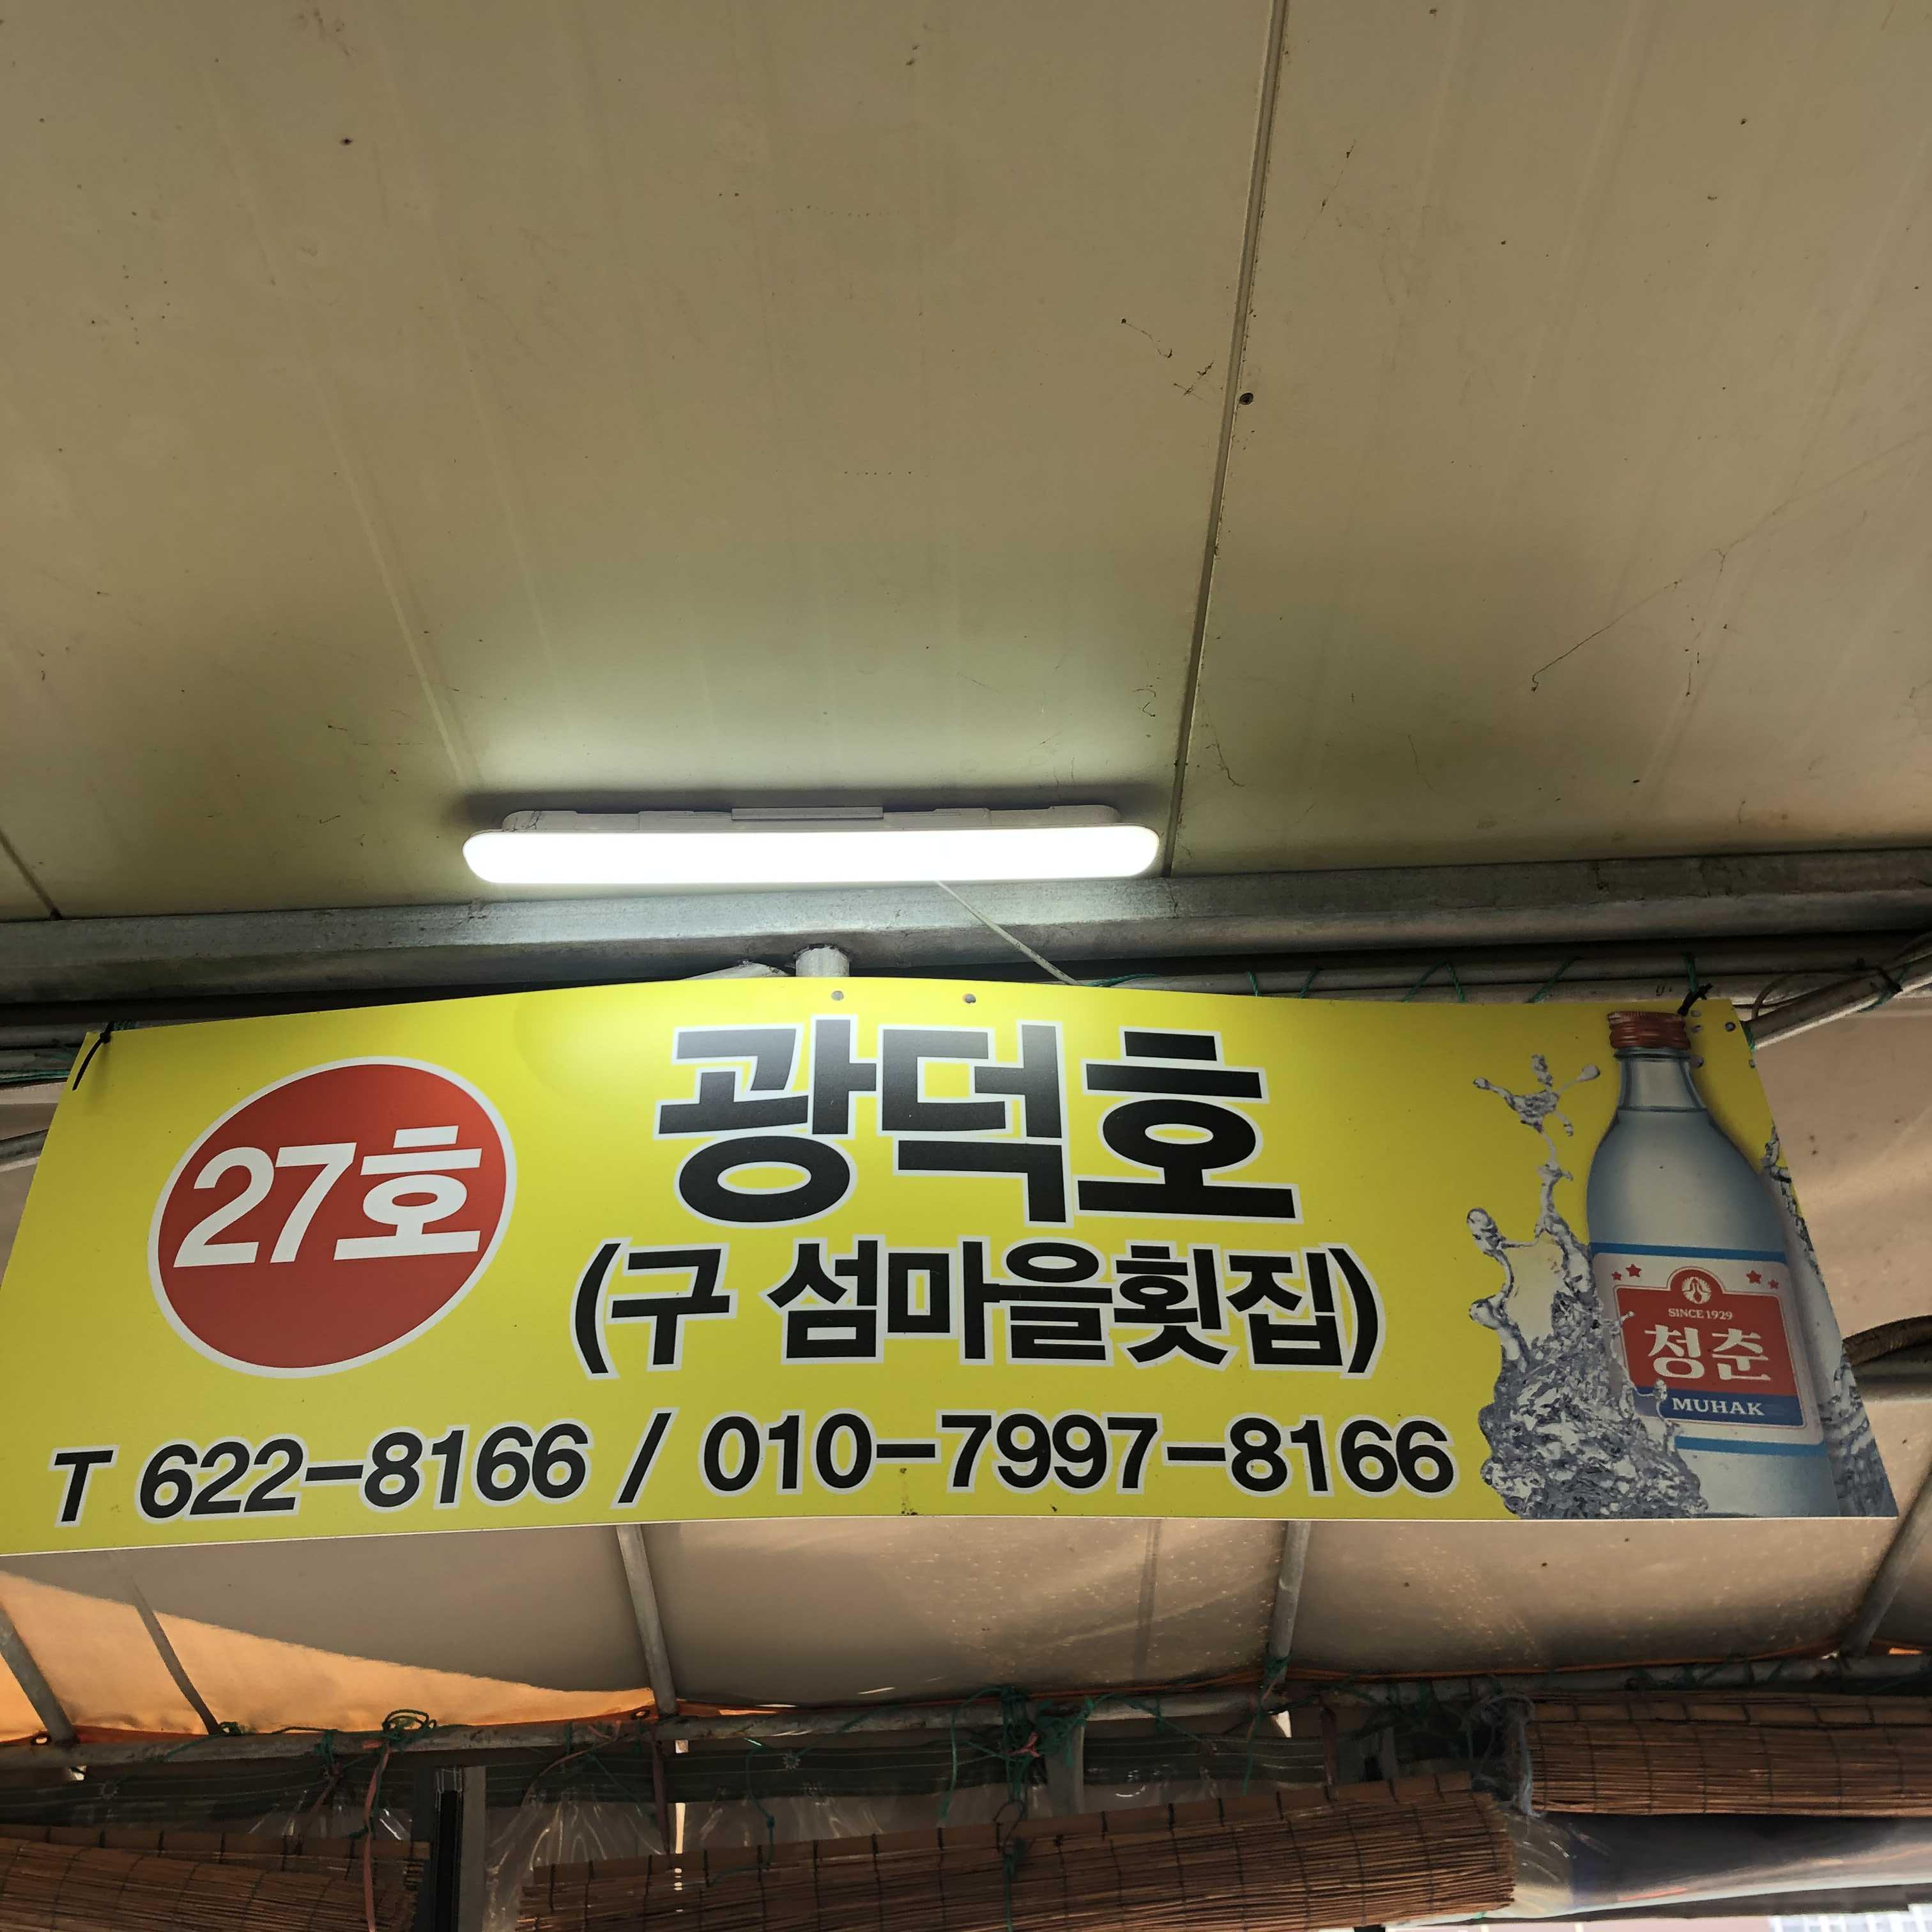 27호
광덕호
(구 섬마을횟집)
T 622-8166 / 010-7997-8166
SINCE 1929
청춘
MUHAK